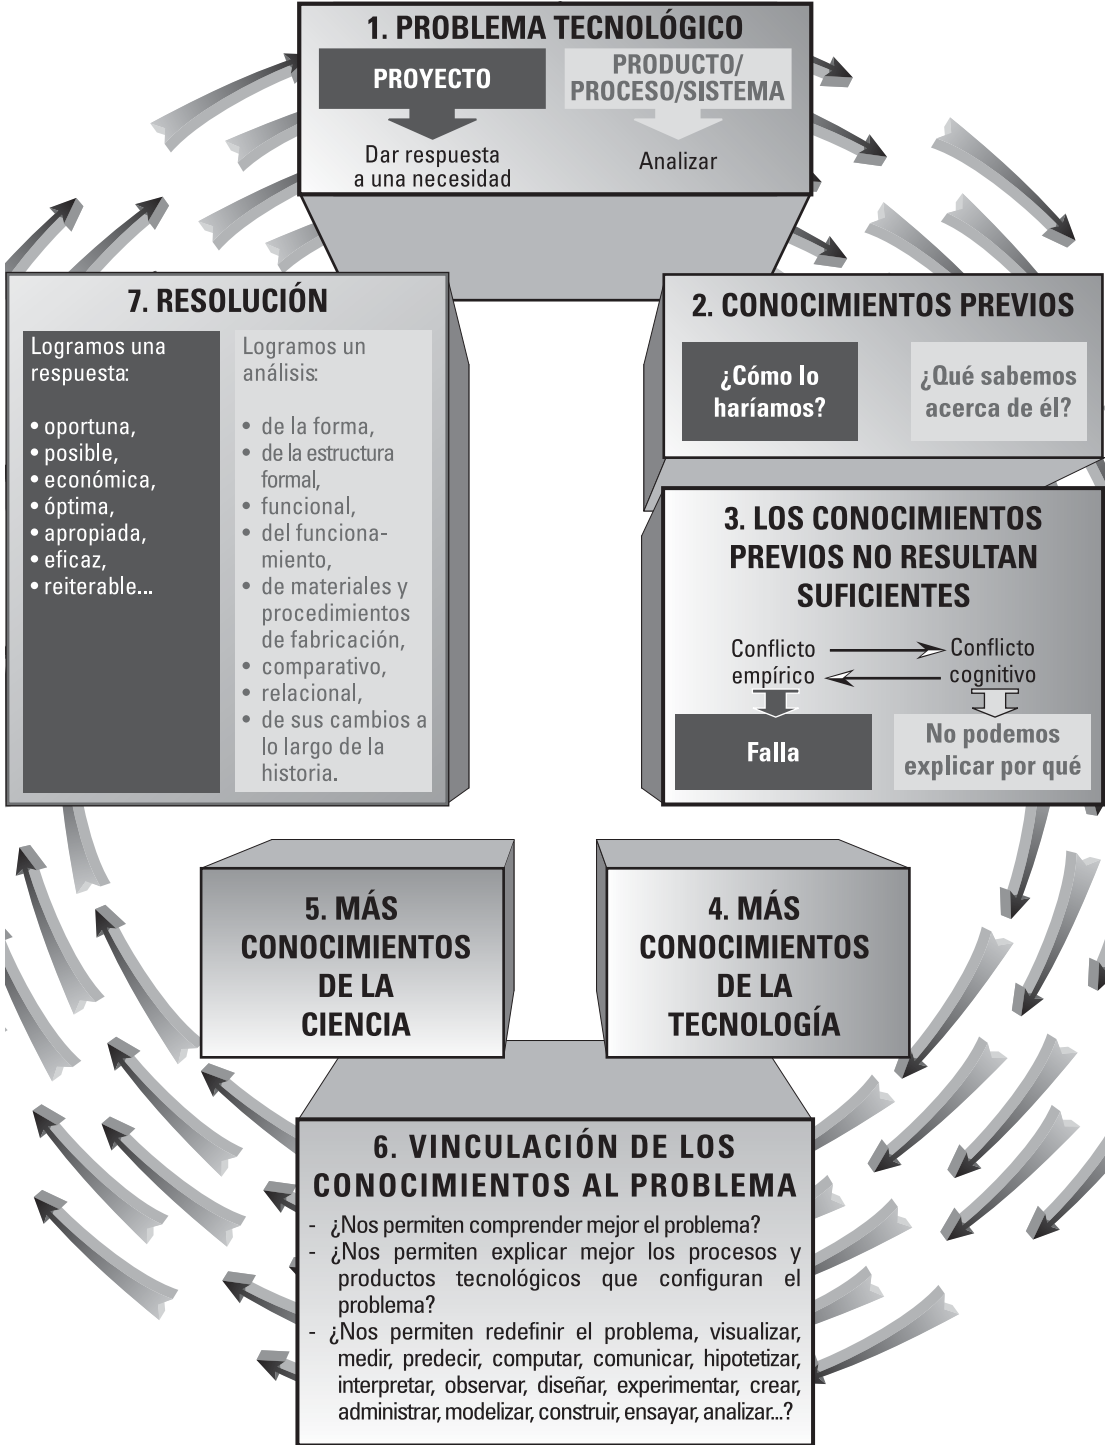 1. PROBLEMA TECNOLÓGICO
PROYECTO
Dar respuesta
a una necesidad
PRODUCTO/
PROCESO/SISTEMA
Analizar
2. CONOCIMIENTOS PREVIOS
¿Cómo lo
haríamos?
¿Qué sabemos
acerca de él?
3. LOS CONOCIMIENTOS
PREVIOS NO RESULTAN
SUFICIENTES
Conflicto
empírico
Conflicto
cognitivo
Falla
No podemos
explicar por qué
4. MÁS
CONOCIMIENTOS
DE LA
TECNOLOGÍA
5. MÁS
CONOCIMIENTOS
DE LA
CIENCIA
6. VINCULACIÓN DE LOS
CONOCIMIENTOS AL PROBLEMA
- ¿Nos permiten comprender mejor el problema?
- ¿Nos permiten explicar mejor los procesos y
productos tecnológicos que configuran el
problema?
- ¿Nos permiten redefinir el problema, visualizar,
medir, predecir, computar, comunicar, hipotetizar,
interpretar, observar, diseñar, experimentar, crear,
administrar, modelizar, construir, ensayar, analizar...?
7. RESOLUCIÓN
Logramos una
respuesta:
• oportuna,
• posible,
• económica,
• óptima,
• apropiada,
• eficaz,
• reiterable...
Logramos un
análisis:
• de la forma,
• de la estructura
formal,
• funcional,
• del funciona-
miento,
• de materiales y
procedimientos
de fabricación,
• comparativo,
• relacional,
• de sus cambios a
lo largo de la
historia.